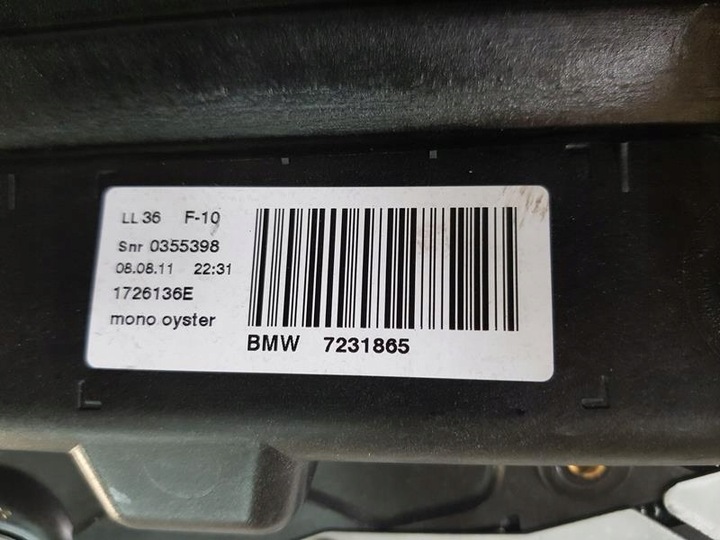 LL 36 F-10
Snr 0355398
08.08.11 22:31
1726136E
mono oyster
BMW 7231865